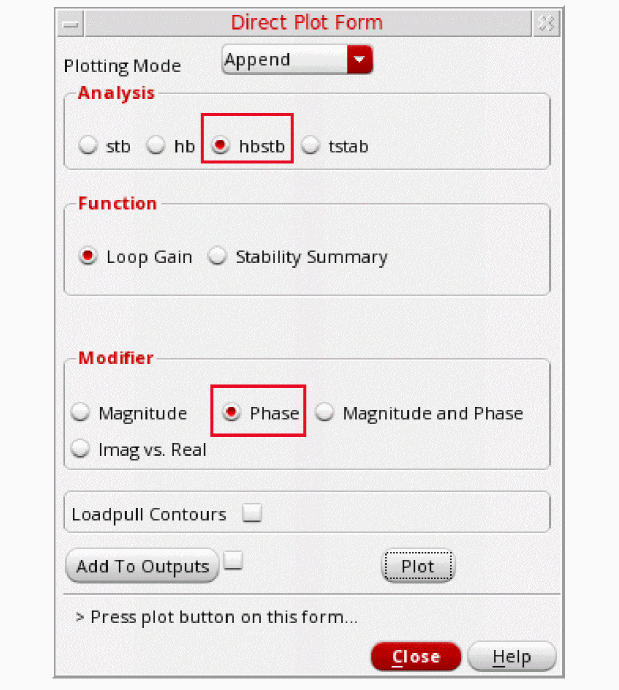 Direct Plot Form
Plotting Mode Append
Analysis
stb hb hbstb tstab
Function
Loop Gain Stability Summary
Modifier
Magnitude Phase Magnitude and Phase
Imag vs. Real
Loadpull Contours
Add To Outputs Plot
> Press plot button on this form...
Close Help